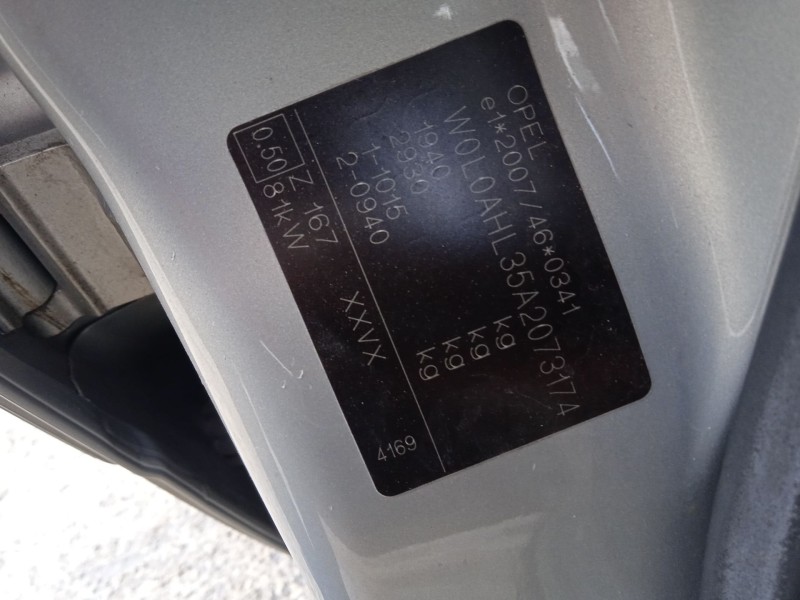 OPEL
e1*2007/46*0341
W0L0AHL35A2073174
1940 kg
2930 kg
1-1015 kg
2-0940 kg
Z 167 XXVX
0.50 81kW
4169